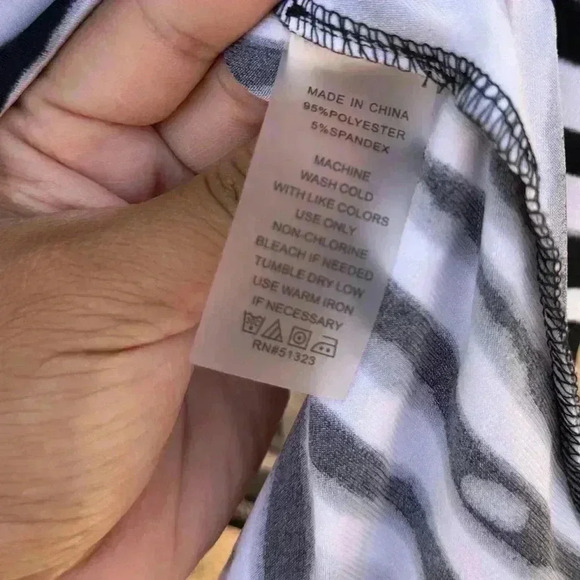 MADE IN CHINA
95%POLYESTER
5%SPANDEX
MACHINE
WASH COLD
WITH LIKE COLORS
USE ONLY
NON-CHLORINE
BLEACH IF NEEDED
TUMBLE DRY LOW
USE WARM IRON
IF NECESSARY
RN#51323